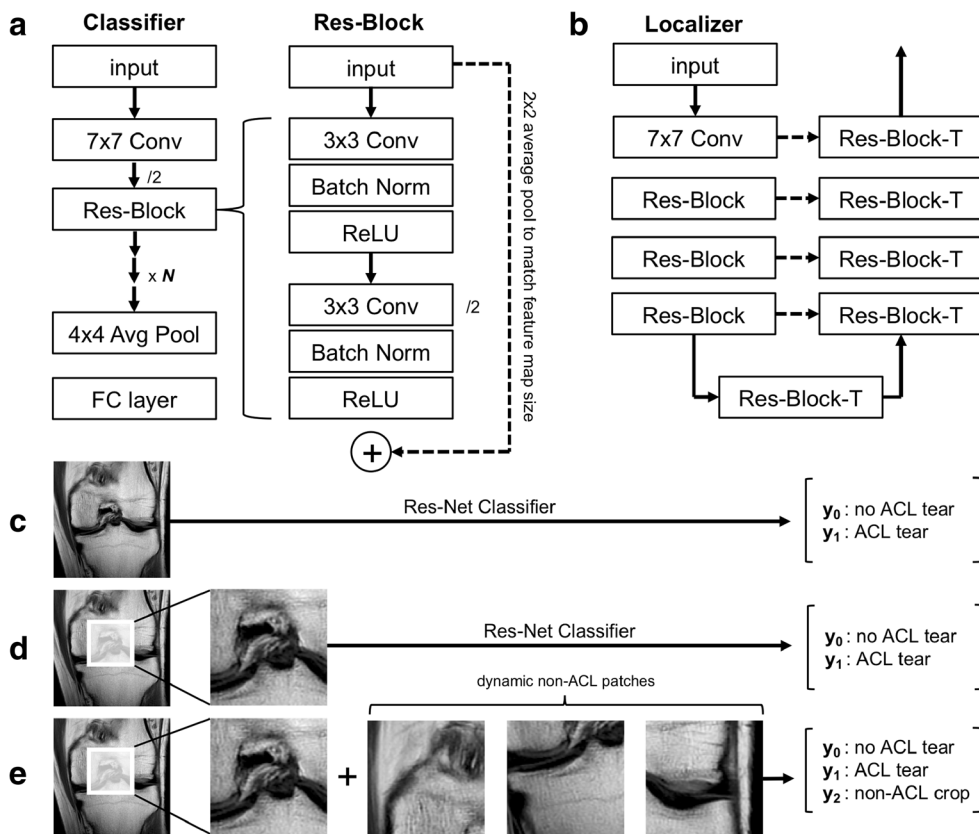 a
Classifier
input
7x7 Conv
/2
Res-Block
x N
4x4 Avg Pool
FC layer
Res-Block
input
3x3 Conv
Batch Norm
ReLU
3x3 Conv
/2
Batch Norm
ReLU
+
2x2 average pool to match feature map size
b
Localizer
input
7x7 Conv
Res-Block-T
Res-Block
Res-Block-T
Res-Block
Res-Block-T
Res-Block
Res-Block-T
Res-Block-T
c
Res-Net Classifier
y0 : no ACL tear
y1 : ACL tear
d
Res-Net Classifier
y0 : no ACL tear
y1 : ACL tear
e
+
dynamic non-ACL patches
y0 : no ACL tear
y1 : ACL tear
y2 : non-ACL crop